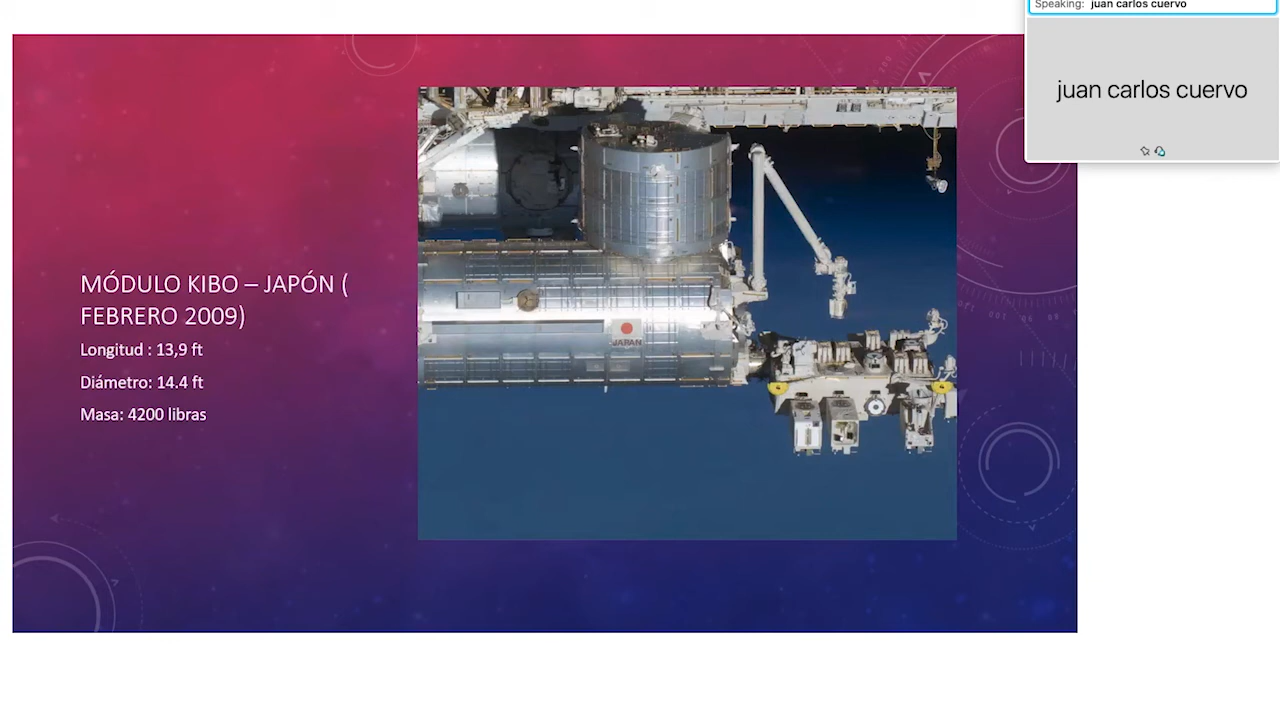 Speaking: juan carlos cuervo
juan carlos cuervo
MÓDULO KIBO – JAPÓN (
FEBRERO 2009)
Longitud : 13,9 ft
Diámetro: 14.4 ft
Masa: 4200 libras
JAPAN